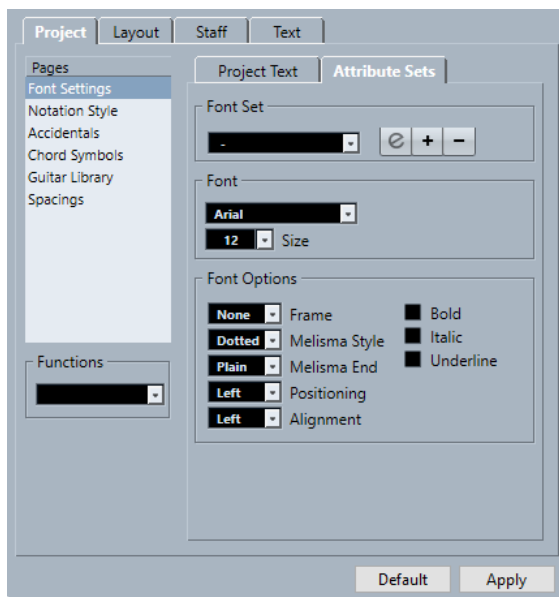 Project Layout Staff Text
Pages
Font Settings
Notation Style
Accidentals
Chord Symbols
Guitar Library
Spacings
Functions
Project Text Attribute Sets
Font Set
- e + −
Font
Arial
12 Size
Font Options
None Frame
Dotted Melisma Style
Plain Melisma End
Left Positioning
Left Alignment
Bold
Italic
Underline
Default Apply